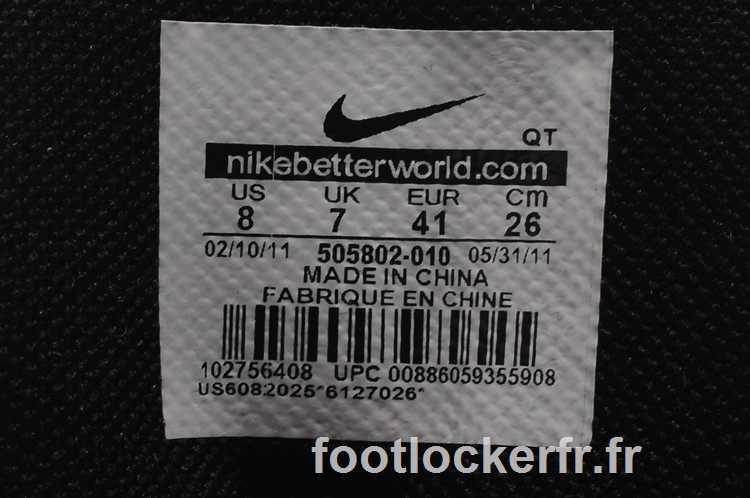 QT
nikebetterworld.com
US UK EUR Cm
8 7 41 26
02/10/11 505802-010 05/31/11
MADE IN CHINA
FABRIQUE EN CHINE
102756408 UPC 00886059355908
US6082025*6127026*
footlockerfr.fr